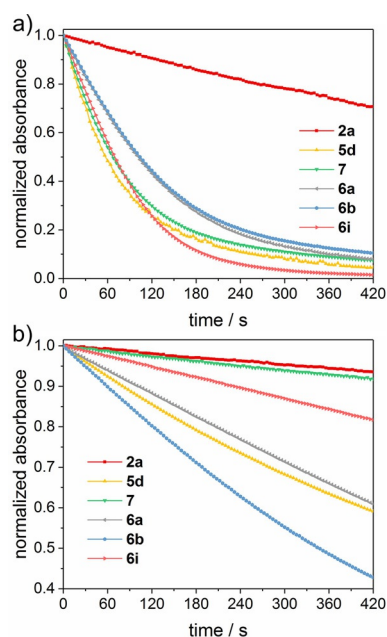 a)
1.0
0.8
0.6
0.4
0.2
0.0
normalized absorbance
2a
5d
7
6a
6b
6i
0 60 120 180 240 300 360 420
time / s
b)
1.0
0.9
0.8
0.7
0.6
0.5
0.4
normalized absorbance
2a
5d
7
6a
6b
6i
0 60 120 180 240 300 360 420
time / s